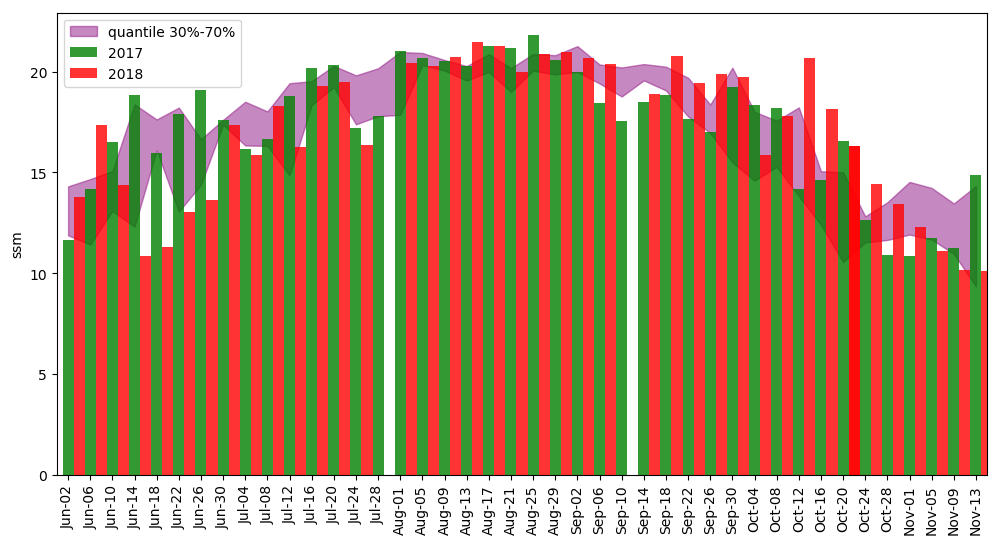 quantile 30%-70%
2017
2018
ssm
20
15
10
5
0
Jun-02
Jun-06
Jun-10
Jun-14
Jun-18
Jun-22
Jun-26
Jun-30
Jul-04
Jul-08
Jul-12
Jul-16
Jul-20
Jul-24
Jul-28
Aug-01
Aug-05
Aug-09
Aug-13
Aug-17
Aug-21
Aug-25
Aug-29
Sep-02
Sep-06
Sep-10
Sep-14
Sep-18
Sep-22
Sep-26
Sep-30
Oct-04
Oct-08
Oct-12
Oct-16
Oct-20
Oct-24
Oct-28
Nov-01
Nov-05
Nov-09
Nov-13